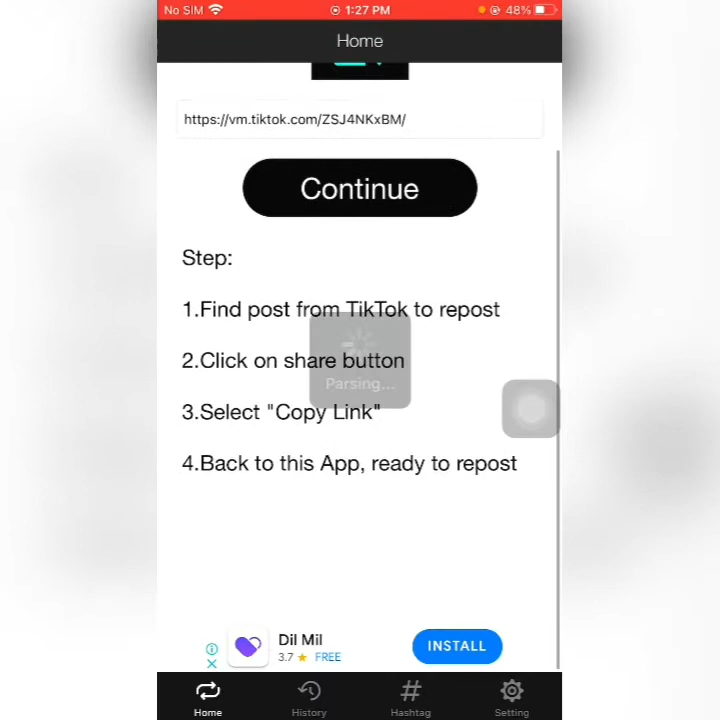 No SIM 1:27 PM 48%
Home
https://vm.tiktok.com/ZSJ4NKxBM/
Continue
Step:
1.Find post from TikTok to repost
2.Click on share button
Parsing...
3.Select "Copy Link"
4.Back to this App, ready to repost
Dil Mil
3.7 ★ FREE
INSTALL
Home History Hashtag Setting